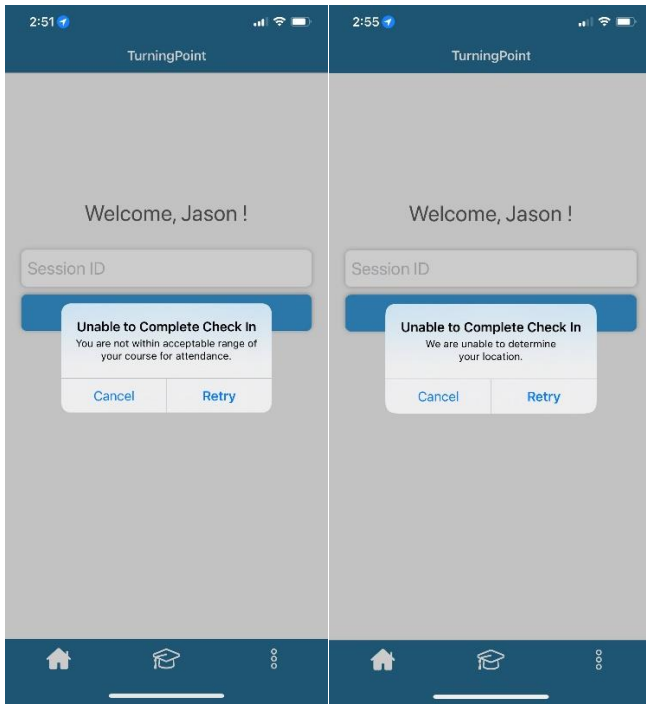 2:51
TurningPoint
Welcome, Jason !
Session ID
Unable to Complete Check In
You are not within acceptable range of
your course for attendance.
Cancel Retry
2:55
TurningPoint
Welcome, Jason !
Session ID
Unable to Complete Check In
We are unable to determine
your location.
Cancel Retry